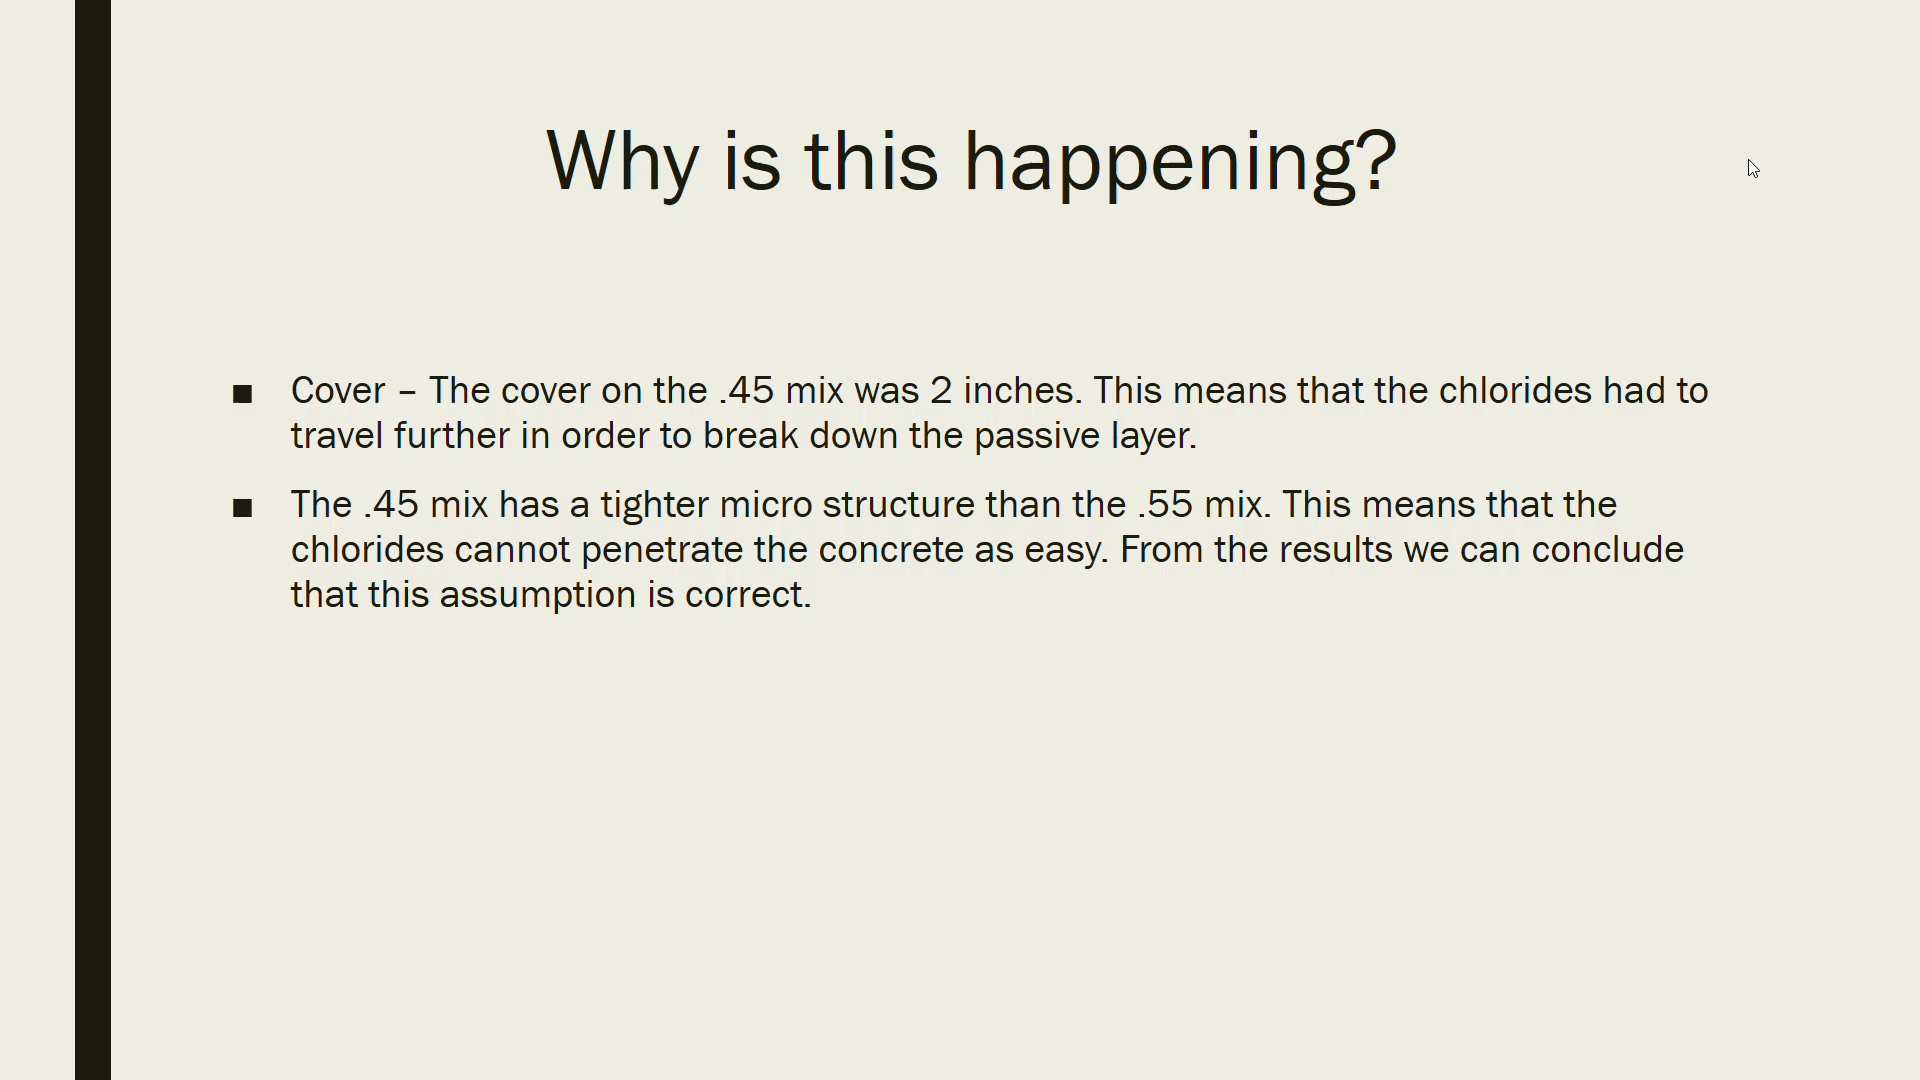 Why is this happening?
■ Cover – The cover on the .45 mix was 2 inches. This means that the chlorides had to
travel further in order to break down the passive layer.
■ The .45 mix has a tighter micro structure than the .55 mix. This means that the
chlorides cannot penetrate the concrete as easy. From the results we can conclude
that this assumption is correct.